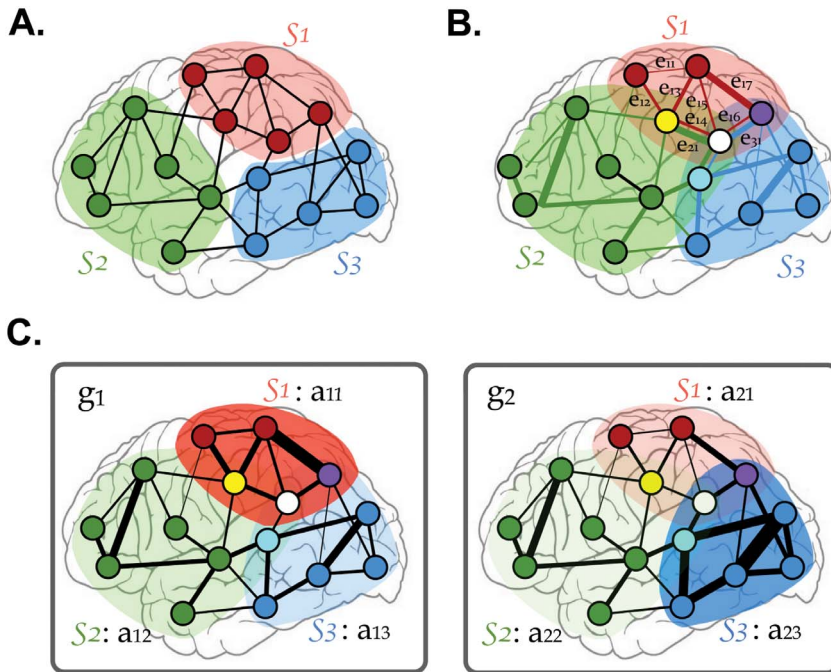 A.
S1
S2
S3
B.
S1
e11
e12
e13
e15
e14
e16
e17
e21
e31
S2
S3
C.
g1
S1: a11
S2: a12
S3: a13
g2
S1: a21
S2: a22
S3: a23